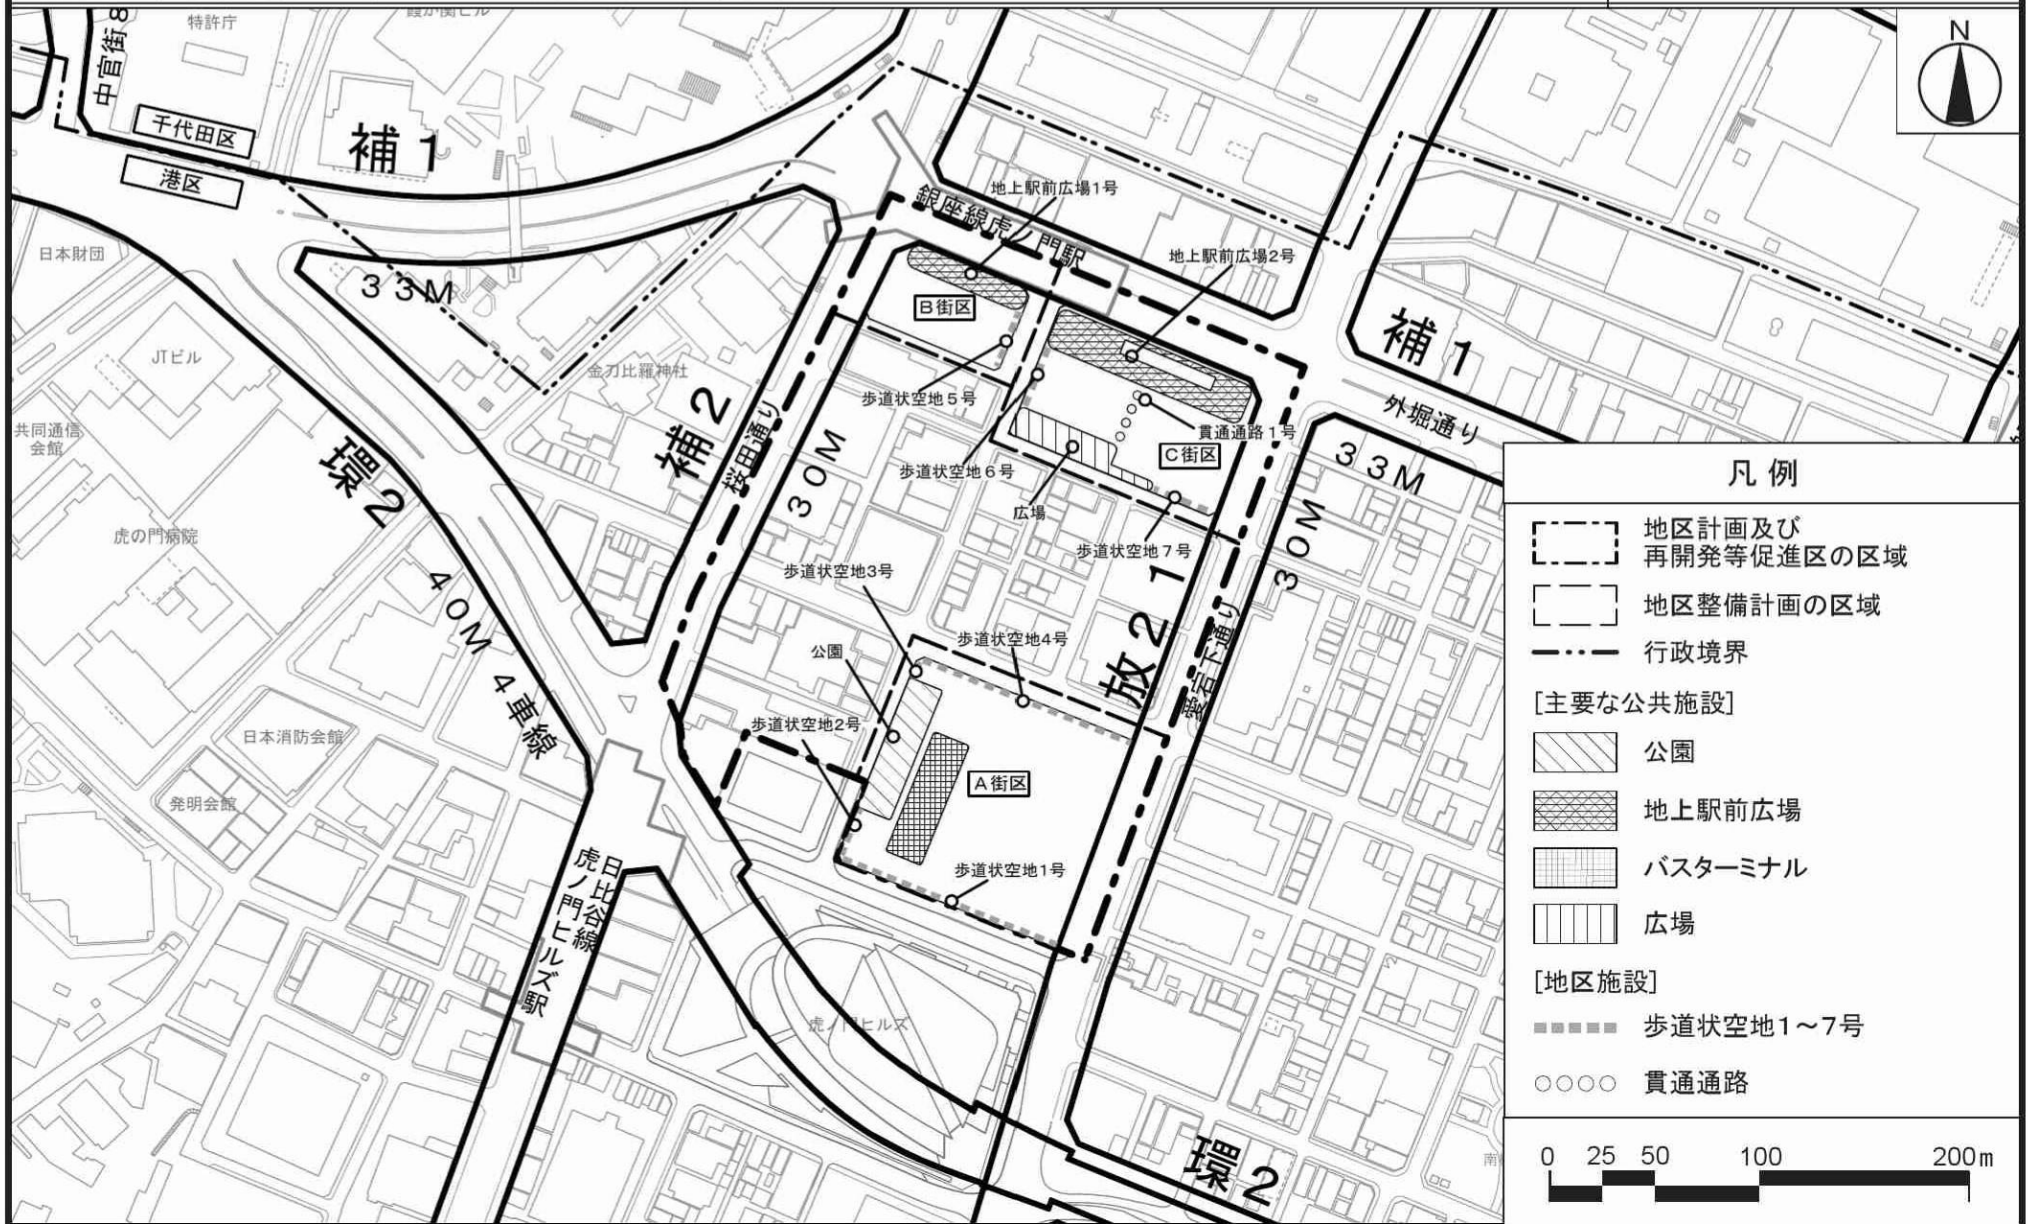 特許庁
霞が関ビル
中官街8
千代田区
補1
港区
N
日本財団
33M
銀座線虎ノ門駅
地上駅前広場1号
地上駅前広場2号
B街区
JTビル
金刀比羅神社
補2
桜田通り
30M
歩道状空地5号
歩道状空地6号
広場
貫通通路1号
C街区
歩道状空地7号
補1
外堀通り
33M
共同通信
会館
環2
虎の門病院
40M 4車線
30M
放21
愛宕下通り
歩道状空地3号
公園
歩道状空地4号
歩道状空地2号
A街区
歩道状空地1号
日本消防会館
発明会館
日比谷線
虎ノ門ヒルズ駅
虎ノ門ヒルズ
環2
南
凡例
地区計画及び
再開発等促進区の区域
地区整備計画の区域
行政境界
[主要な公共施設]
公園
地上駅前広場
バスターミナル
広場
[地区施設]
歩道状空地1～7号
貫通通路
0 25 50 100 200m